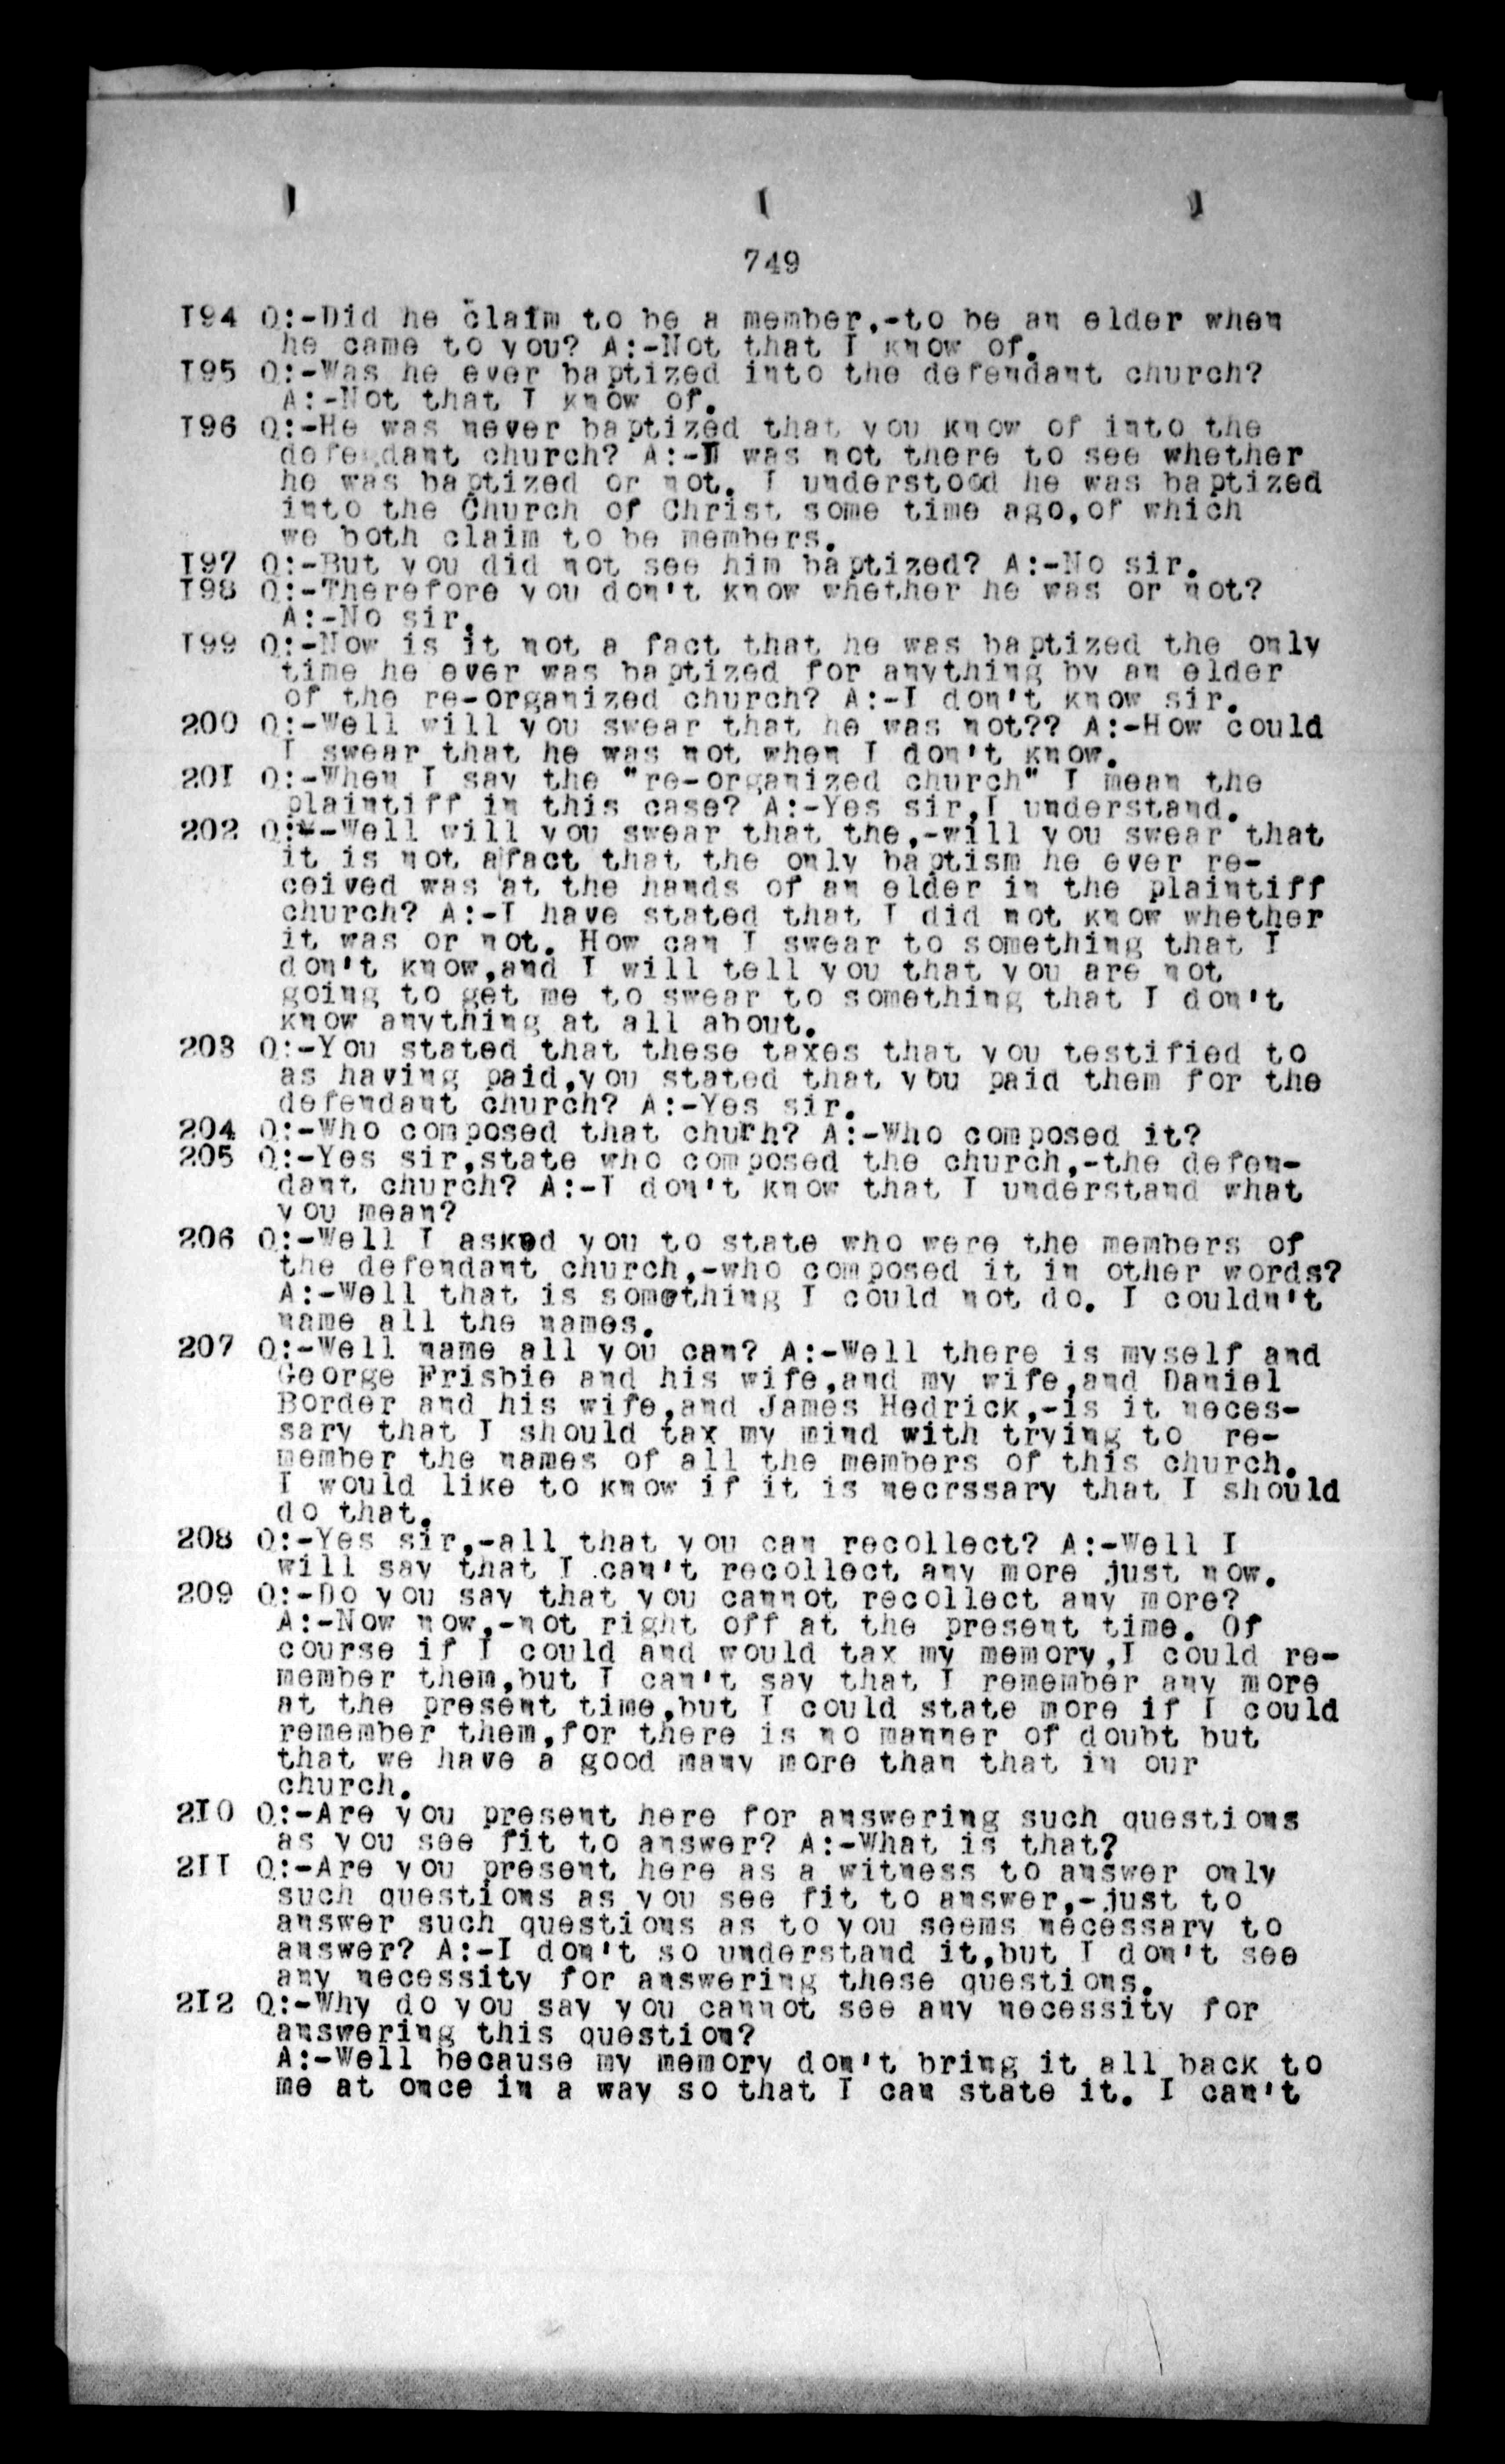 749
194 Q:-Did he claim to be a member,-to be an elder when
he came to you? A:-Not that I know of.
195 Q:-Was he ever baptized into the defendant church?
A:-Not that I know of.
196 Q:-He was never baptized that you know of into the
defendant church? A:-I was not there to see whether
he was baptized or not. I understood he was baptized
into the Church of Christ some time ago,of which
we both claim to be members.
197 Q:-But you did not see him baptized? A:-No sir.
198 Q:-Therefore you don't know whether he was or not?
A:-No sir.
199 Q:-Now is it not a fact that he was baptized the only
time he ever was baptized for anything by an elder
of the re-organized church? A:-I don't know sir.
200 Q:-Well will you swear that he was not?? A:-How could
I swear that he was not when I don't know.
201 Q:-When I say the "re-organized church" I mean the
plaintiff in this case? A:-Yes sir,I understand.
202 Q:-Well will you swear that the,-will you swear that
it is not a fact that the only baptism he ever re-
ceived was at the hands of an elder in the plaintiff
church? A:-I have stated that I did not know whether
it was or not. How can I swear to something that I
don't know,and I will tell you that you are not
going to get me to swear to something that I don't
know anything at all about.
203 Q:-You stated that these taxes that you testified to
as having paid,you stated that you paid them for the
defendant church? A:-Yes sir.
204 Q:-Who composed that churh? A:-Who composed it?
205 Q:-Yes sir,state who composed the church,-the defen-
dant church? A:-I don't know that I understand what
you mean?
206 Q:-Well I asked you to state who were the members of
the defendant church,-who composed it in other words?
A:-Well that is something I could not do. I couldn't
name all the names.
207 Q:-Well name all you can? A:-Well there is myself and
George Frisbie and his wife,and my wife,and Daniel
Border and his wife,and James Hedrick,-is it neces-
sary that I should tax my mind with trying to re-
member the names of all the members of this church.
I would like to know if it is necrssary that I should
do that.
208 Q:-Yes sir,-all that you can recollect? A:-Well I
will say that I can't recollect any more just now.
209 Q:-Do you say that you cannot recollect any more?
A:-Now now,-not right off at the present time. Of
course if I could and would tax my memory,I could re-
member them,but I can't say that I remember any more
at the present time,but I could state more if I could
remember them,for there is no manner of doubt but
that we have a good many more than that in our
church.
210 Q:-Are you present here for answering such questions
as you see fit to answer? A:-What is that?
211 Q:-Are you present here as a witness to answer only
such questions as you see fit to answer,-just to
answer such questions as to you seems necessary to
answer? A:-I don't so understand it,but I don't see
any necessity for answering these questions.
212 Q:-Why do you say you cannot see any necessity for
answering this question?
A:-Well because my memory don't bring it all back to
me at once in a way so that I can state it. I can't